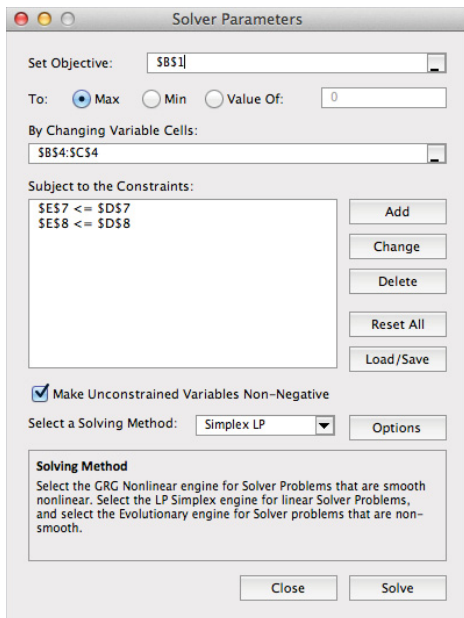 Solver Parameters
Set Objective: $B$1
To: Max Min Value Of: 0
By Changing Variable Cells:
$B$4:$C$4
Subject to the Constraints:
$E$7 <= $D$7
$E$8 <= $D$8
Add
Change
Delete
Reset All
Load/Save
Make Unconstrained Variables Non-Negative
Select a Solving Method: Simplex LP Options
Solving Method
Select the GRG Nonlinear engine for Solver Problems that are smooth
nonlinear. Select the LP Simplex engine for linear Solver Problems,
and select the Evolutionary engine for Solver problems that are non-
smooth.
Close Solve